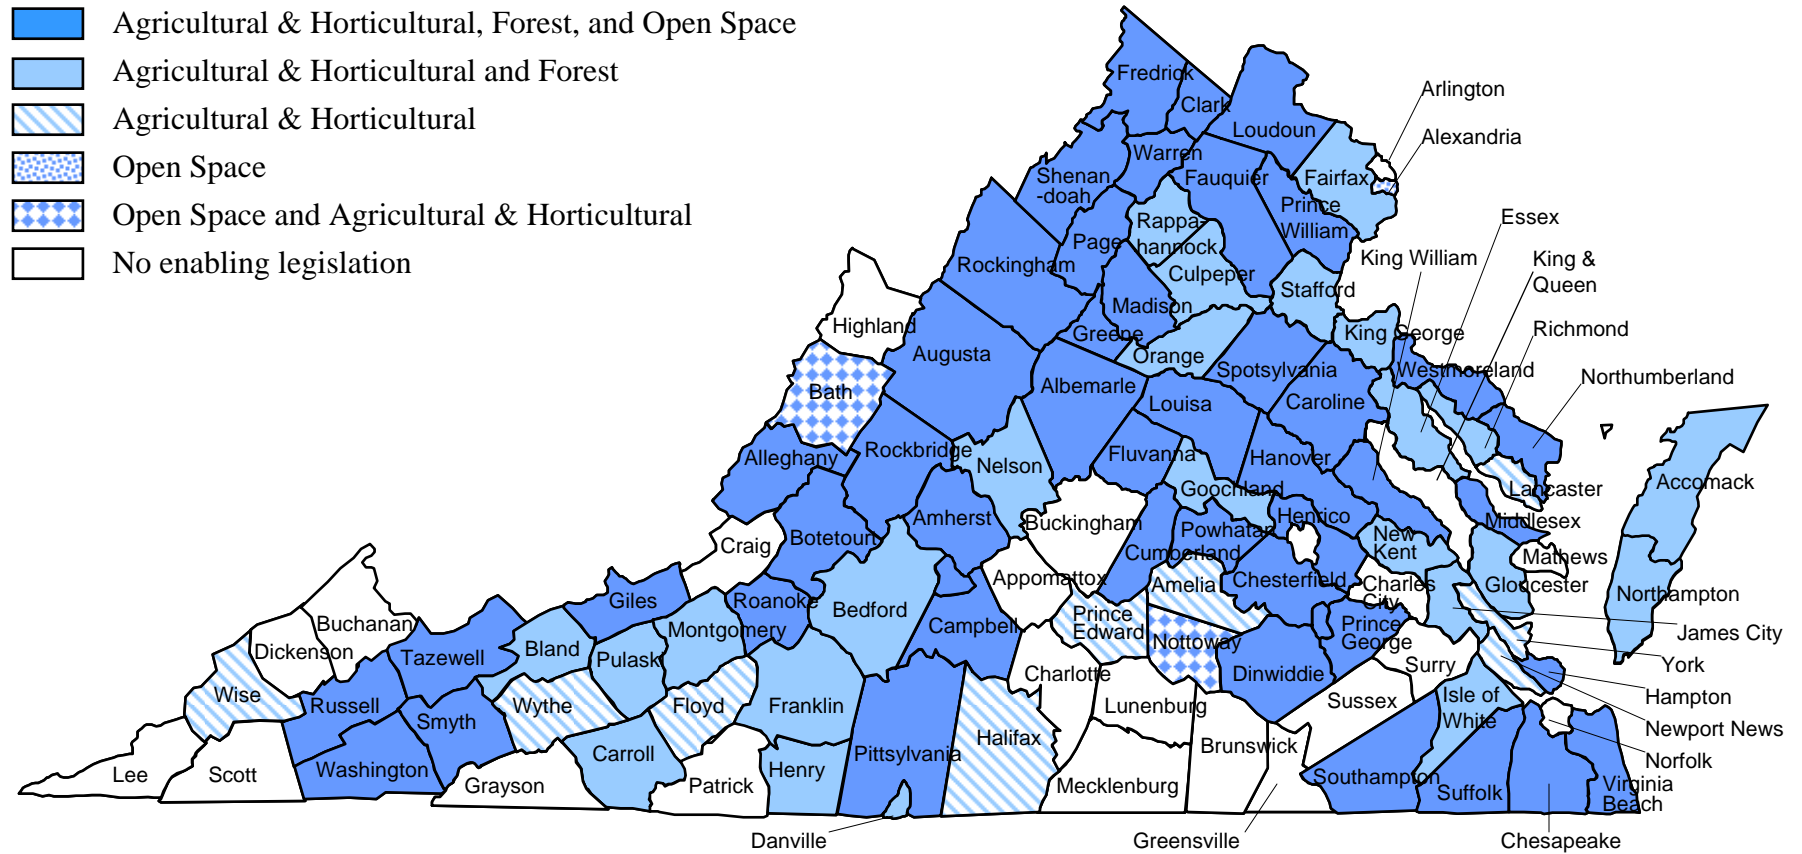 Agricultural & Horticultural, Forest, and Open Space
Agricultural & Horticultural and Forest
Agricultural & Horticultural
Open Space
Open Space and Agricultural & Horticultural
No enabling legislation
Fredrick
Clark
Loudoun
Arlington
Alexandria
Warren
Shenan
-doah
Fauquier
Fairfax
Prince
William
Rappa-
hannock
Page
Essex
King William
King &
Queen
Rockingham
Culpeper
Stafford
Madison
Highland
Greene
King George
Richmond
Augusta
Orange
Spotsylvania
Westmoreland
Northumberland
Bath
Albemarle
Louisa
Caroline
Alleghany
Rockbridge
Nelson
Fluvanna
Hanover
Goochland
Lancaster
Accomack
Botetourt
Amherst
Buckingham
Powhatan
Henrico
Middlesex
Craig
Cumberland
New
Kent
Mathews
Appomattox
Amelia
Chesterfield
Charles
City
Gloucester
Northampton
Giles
Roanoke
Bedford
Prince
Edward
Prince
George
James City
Buchanan
Montgomery
Campbell
Nottoway
Dickenson
Tazewell
Bland
Pulask
Charlotte
Dinwiddie
Surry
York
Wise
Russell
Wythe
Floyd
Franklin
Lunenburg
Sussex
Isle of
White
Hampton
Smyth
Halifax
Newport News
Carroll
Pittsylvania
Brunswick
Norfolk
Lee
Scott
Washington
Grayson
Patrick
Henry
Mecklenburg
Southampton
Suffolk
Virginia
Beach
Danville
Greensville
Chesapeake